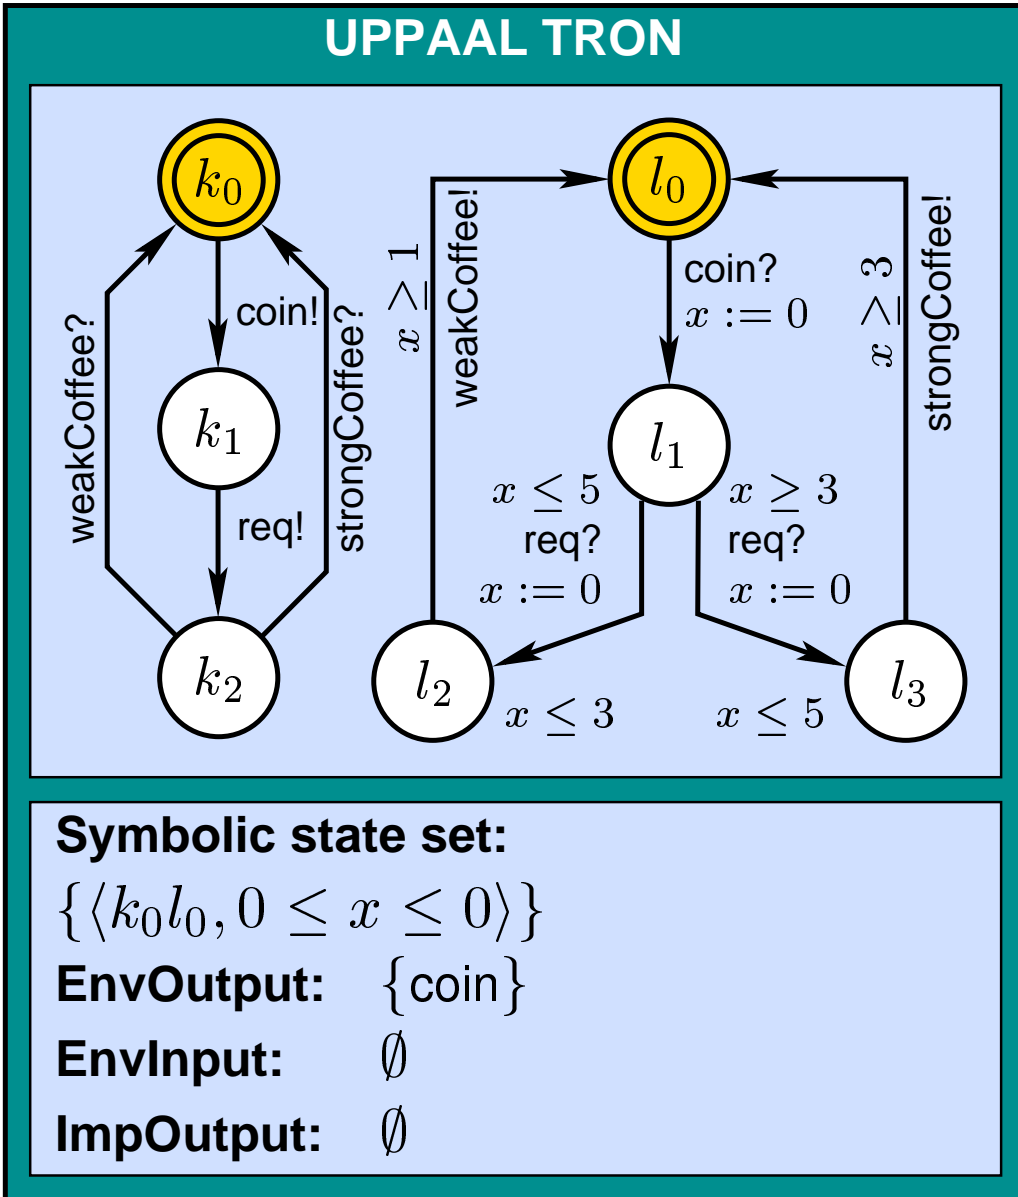 UPPAAL TRON
k₀
coin!
k₁
req!
k₂
weakCoffee?
strongCoffee?
l₀
coin?
x := 0
l₁
x ≤ 5
req?
x := 0
x ≥ 3
req?
x := 0
l₂
x ≤ 3
x ≤ 5
l₃
x ≥ 1
weakCoffee!
x ≥ 3
strongCoffee!
Symbolic state set:
{⟨k₀l₀, 0 ≤ x ≤ 0⟩}
EnvOutput: {coin}
EnvInput: ∅
ImpOutput: ∅